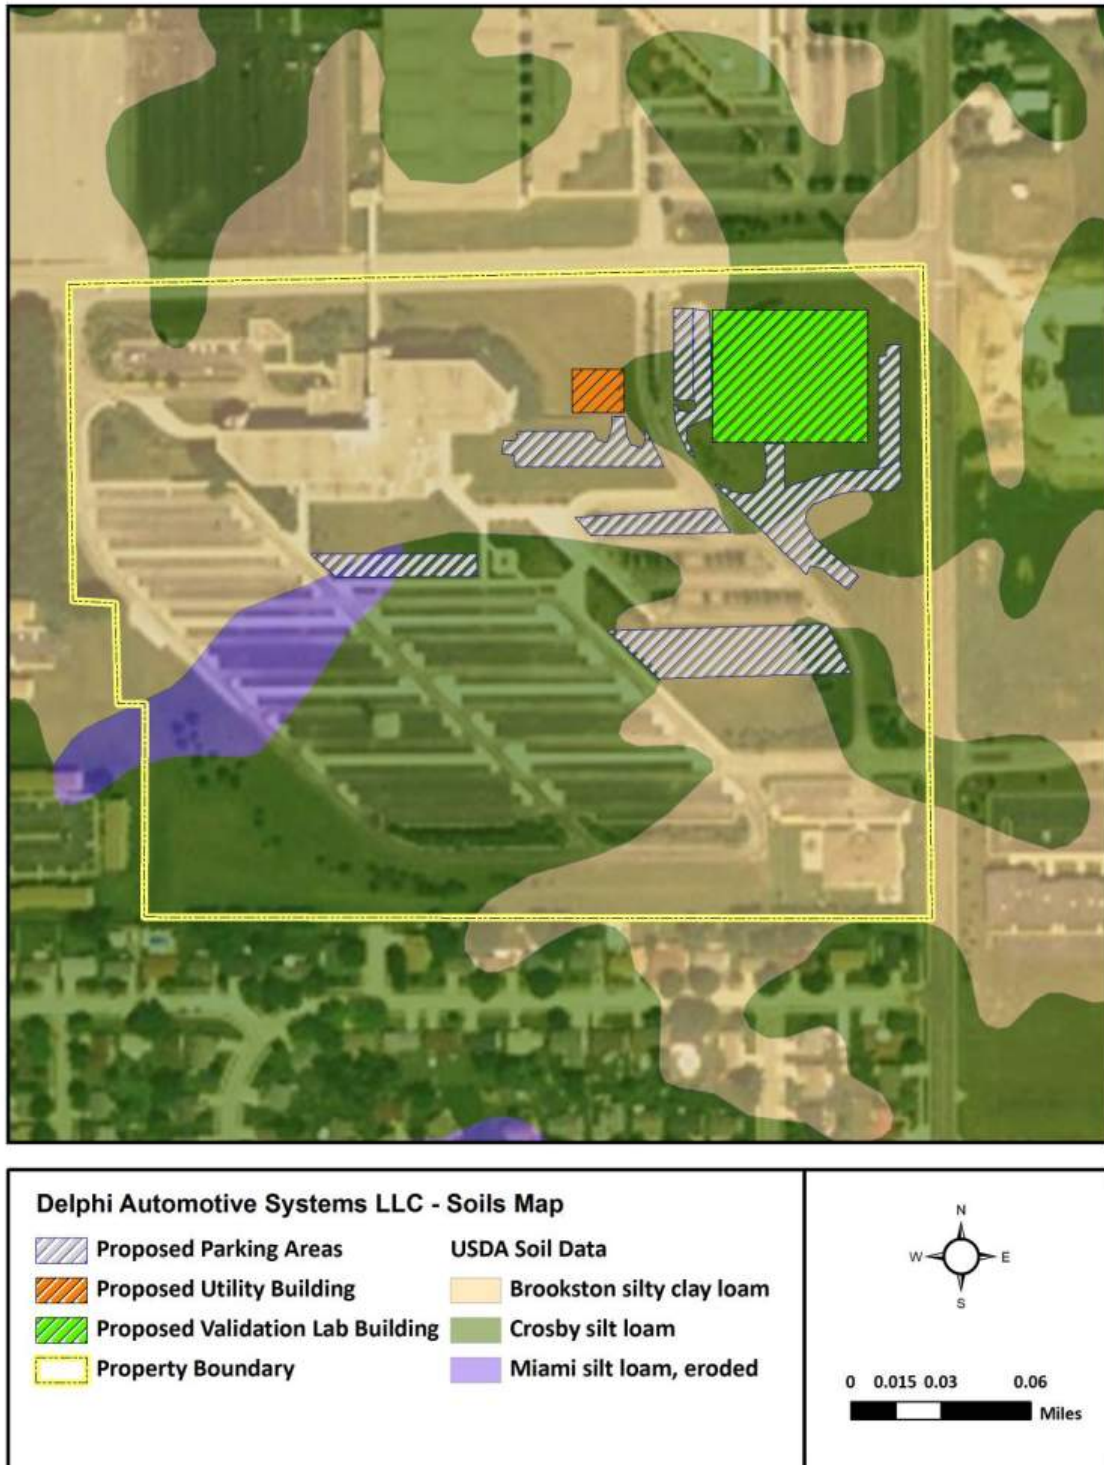 Delphi Automotive Systems LLC - Soils Map
Proposed Parking Areas
Proposed Utility Building
Proposed Validation Lab Building
Property Boundary
USDA Soil Data
Brookston silty clay loam
Crosby silt loam
Miami silt loam, eroded
N
W E
S
0 0.015 0.03 0.06
Miles